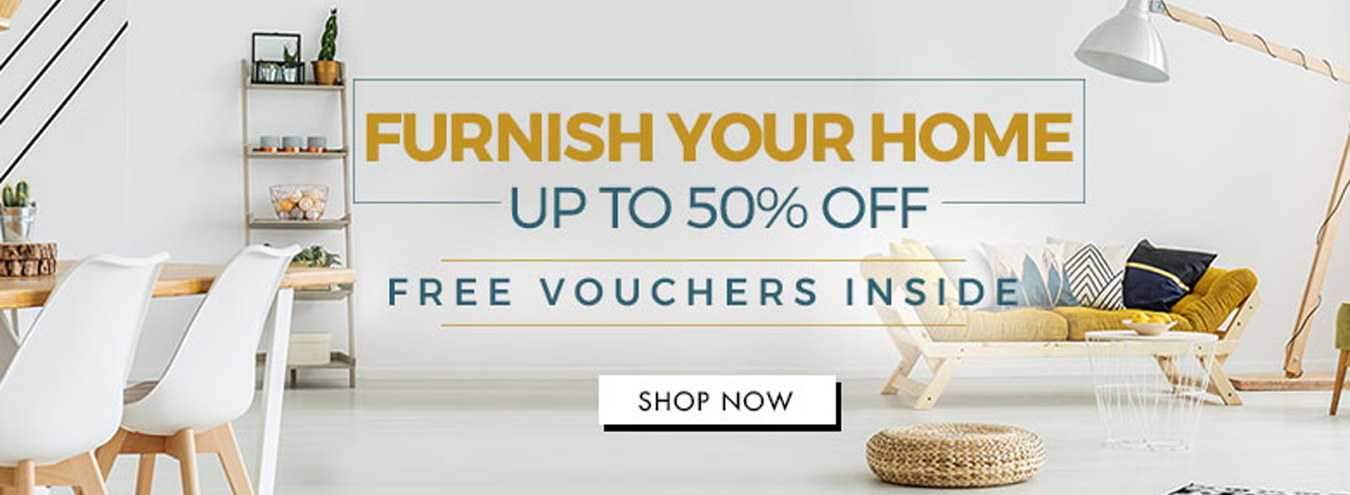 FURNISH YOUR HOME
UP TO 50% OFF
FREE VOUCHERS INSIDE
SHOP NOW